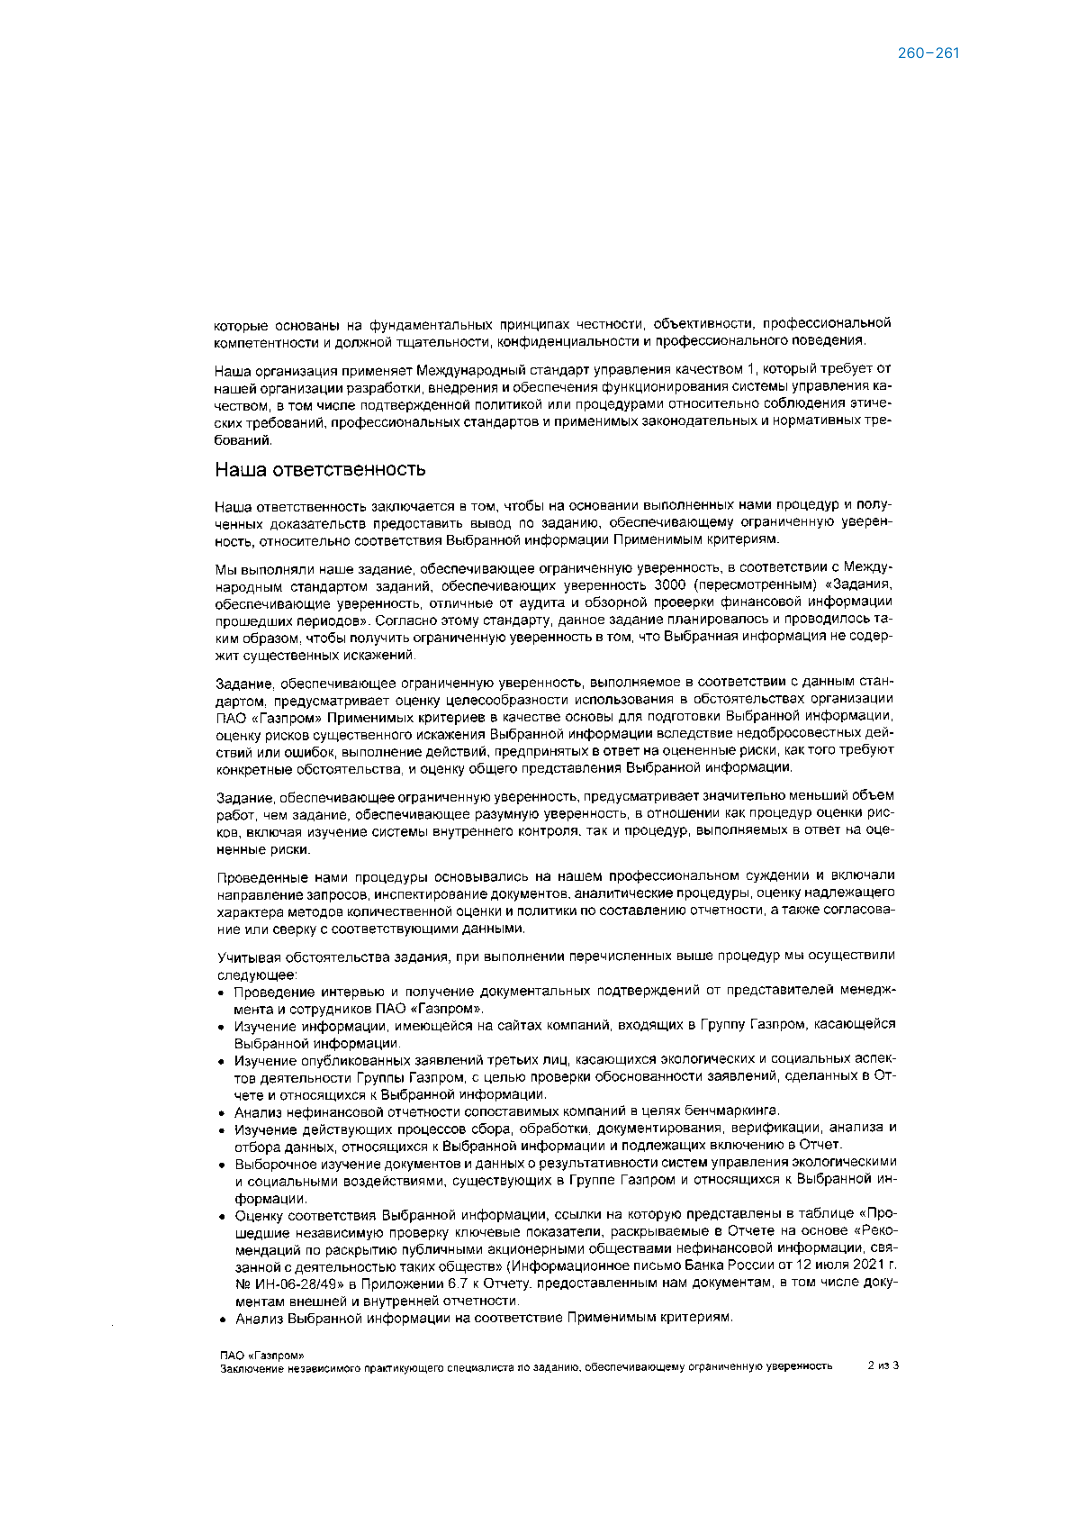 260–261
которые основаны на фундаментальных принципах честности, объективности, профессиональной
компетентности и должной тщательности, конфиденциальности и профессионального поведения.
Наша организация применяет Международный стандарт управления качеством 1, который требует от
нашей организации разработки, внедрения и обеспечения функционирования системы управления ка-
чеством, в том числе подтвержденной политикой или процедурами относительно соблюдения этиче-
ских требований, профессиональных стандартов и применимых законодательных и нормативных тре-
бований.
Наша ответственность
Наша ответственность заключается в том, чтобы на основании выполненных нами процедур и полу-
ченных доказательств предоставить вывод по заданию, обеспечивающему ограниченную уверен-
ность, относительно соответствия Выбранной информации Применимым критериям.
Мы выполняли наше задание, обеспечивающее ограниченную уверенность, в соответствии с Между-
народным стандартом заданий, обеспечивающих уверенность 3000 (пересмотренным) «Задания,
обеспечивающие уверенность, отличные от аудита и обзорной проверки финансовой информации
прошедших периодов». Согласно этому стандарту, данное задание планировалось и проводилось та-
ким образом, чтобы получить ограниченную уверенность в том, что Выбранная информация не содер-
жит существенных искажений.
Задание, обеспечивающее ограниченную уверенность, выполняемое в соответствии с данным стан-
дартом, предусматривает оценку целесообразности использования в обстоятельствах организации
ПАО «Газпром» Применимых критериев в качестве основы для подготовки Выбранной информации,
оценку рисков существенного искажения Выбранной информации вследствие недобросовестных дей-
ствий или ошибок, выполнение действий, предпринятых в ответ на оцененные риски, как того требуют
конкретные обстоятельства, и оценку общего представления Выбранной информации.
Задание, обеспечивающее ограниченную уверенность, предусматривает значительно меньший объем
работ, чем задание, обеспечивающее разумную уверенность, в отношении как процедур оценки рис-
ков, включая изучение системы внутреннего контроля, так и процедур, выполняемых в ответ на оце-
ненные риски.
Проведенные нами процедуры основывались на нашем профессиональном суждении и включали
направление запросов, инспектирование документов, аналитические процедуры, оценку надлежащего
характера методов количественной оценки и политики по составлению отчетности, а также согласова-
ние или сверку с соответствующими данными.
Учитывая обстоятельства задания, при выполнении перечисленных выше процедур мы осуществили
следующее:
• Проведение интервью и получение документальных подтверждений от представителей менедж-
мента и сотрудников ПАО «Газпром».
• Изучение информации, имеющейся на сайтах компаний, входящих в Группу Газпром, касающейся
Выбранной информации.
• Изучение опубликованных заявлений третьих лиц, касающихся экологических и социальных аспек-
тов деятельности Группы Газпром, с целью проверки обоснованности заявлений, сделанных в От-
чете и относящихся к Выбранной информации.
• Анализ нефинансовой отчетности сопоставимых компаний в целях бенчмаркинга.
• Изучение действующих процессов сбора, обработки, документирования, верификации, анализа и
отбора данных, относящихся к Выбранной информации и подлежащих включению в Отчет.
• Выборочное изучение документов и данных о результативности систем управления экологическими
и социальными воздействиями, существующих в Группе Газпром и относящихся к Выбранной ин-
формации.
• Оценку соответствия Выбранной информации, ссылки на которую представлены в таблице «Про-
шедшие независимую проверку ключевые показатели, раскрываемые в Отчете на основе «Реко-
мендаций по раскрытию публичными акционерными обществами нефинансовой информации, свя-
занной с деятельностью таких обществ» (Информационное письмо Банка России от 12 июля 2021 г.
№ ИН-06-28/49» в Приложении 6.7 к Отчету, предоставленным нам документам, в том числе доку-
ментам внешней и внутренней отчетности.
• Анализ Выбранной информации на соответствие Применимым критериям.
ПАО «Газпром»
Заключение независимого практикующего специалиста по заданию, обеспечивающему ограниченную уверенность 2 из 3